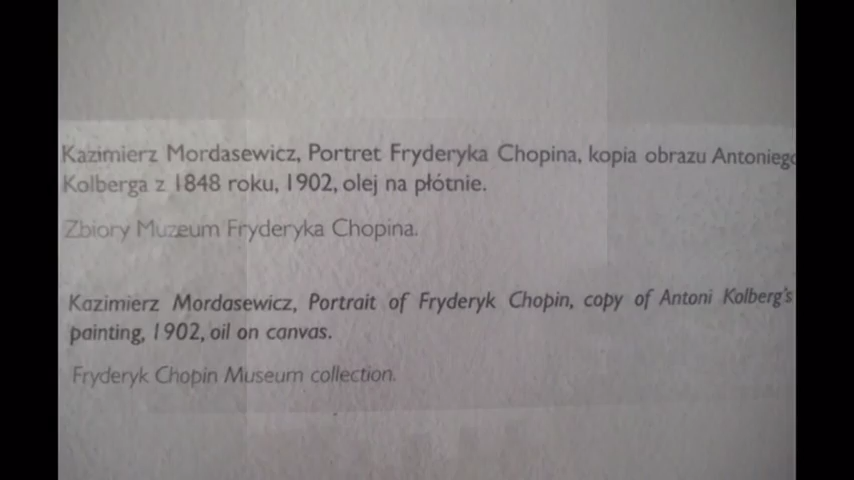 Kazimierz Mordasewicz, Portret Fryderyka Chopina, kopia obrazu Antoniego
Kolberga z 1848 roku, 1902, olej na płótnie.
Zbiory Muzeum Fryderyka Chopina.
Kazimierz Mordasewicz, Portrait of Fryderyk Chopin, copy of Antoni Kolberg's
painting, 1902, oil on canvas.
Fryderyk Chopin Museum collection.